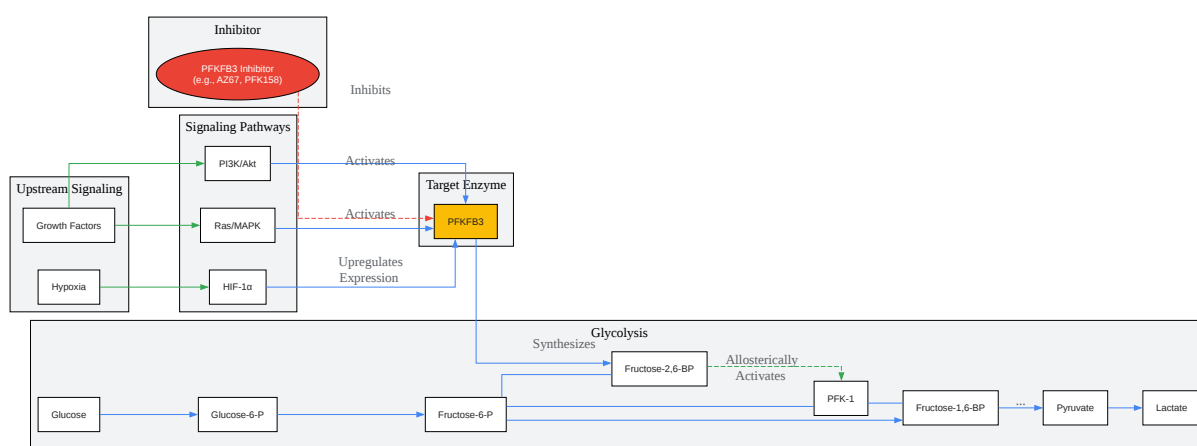 Inhibitor
PFKFB3 Inhibitor
(e.g., AZ67, PFK158)
Inhibits
Signaling Pathways
PI3K/Akt
Activates
Upstream Signaling
Target Enzyme
Growth Factors
Ras/MAPK
Activates
PFKFB3
Upregulates
Expression
Hypoxia
HIF-1α
Glycolysis
Synthesizes
Fructose-2,6-BP
Allosterically
Activates
Glucose
Glucose-6-P
Fructose-6-P
PFK-1
Fructose-1,6-BP
...
Pyruvate
Lactate